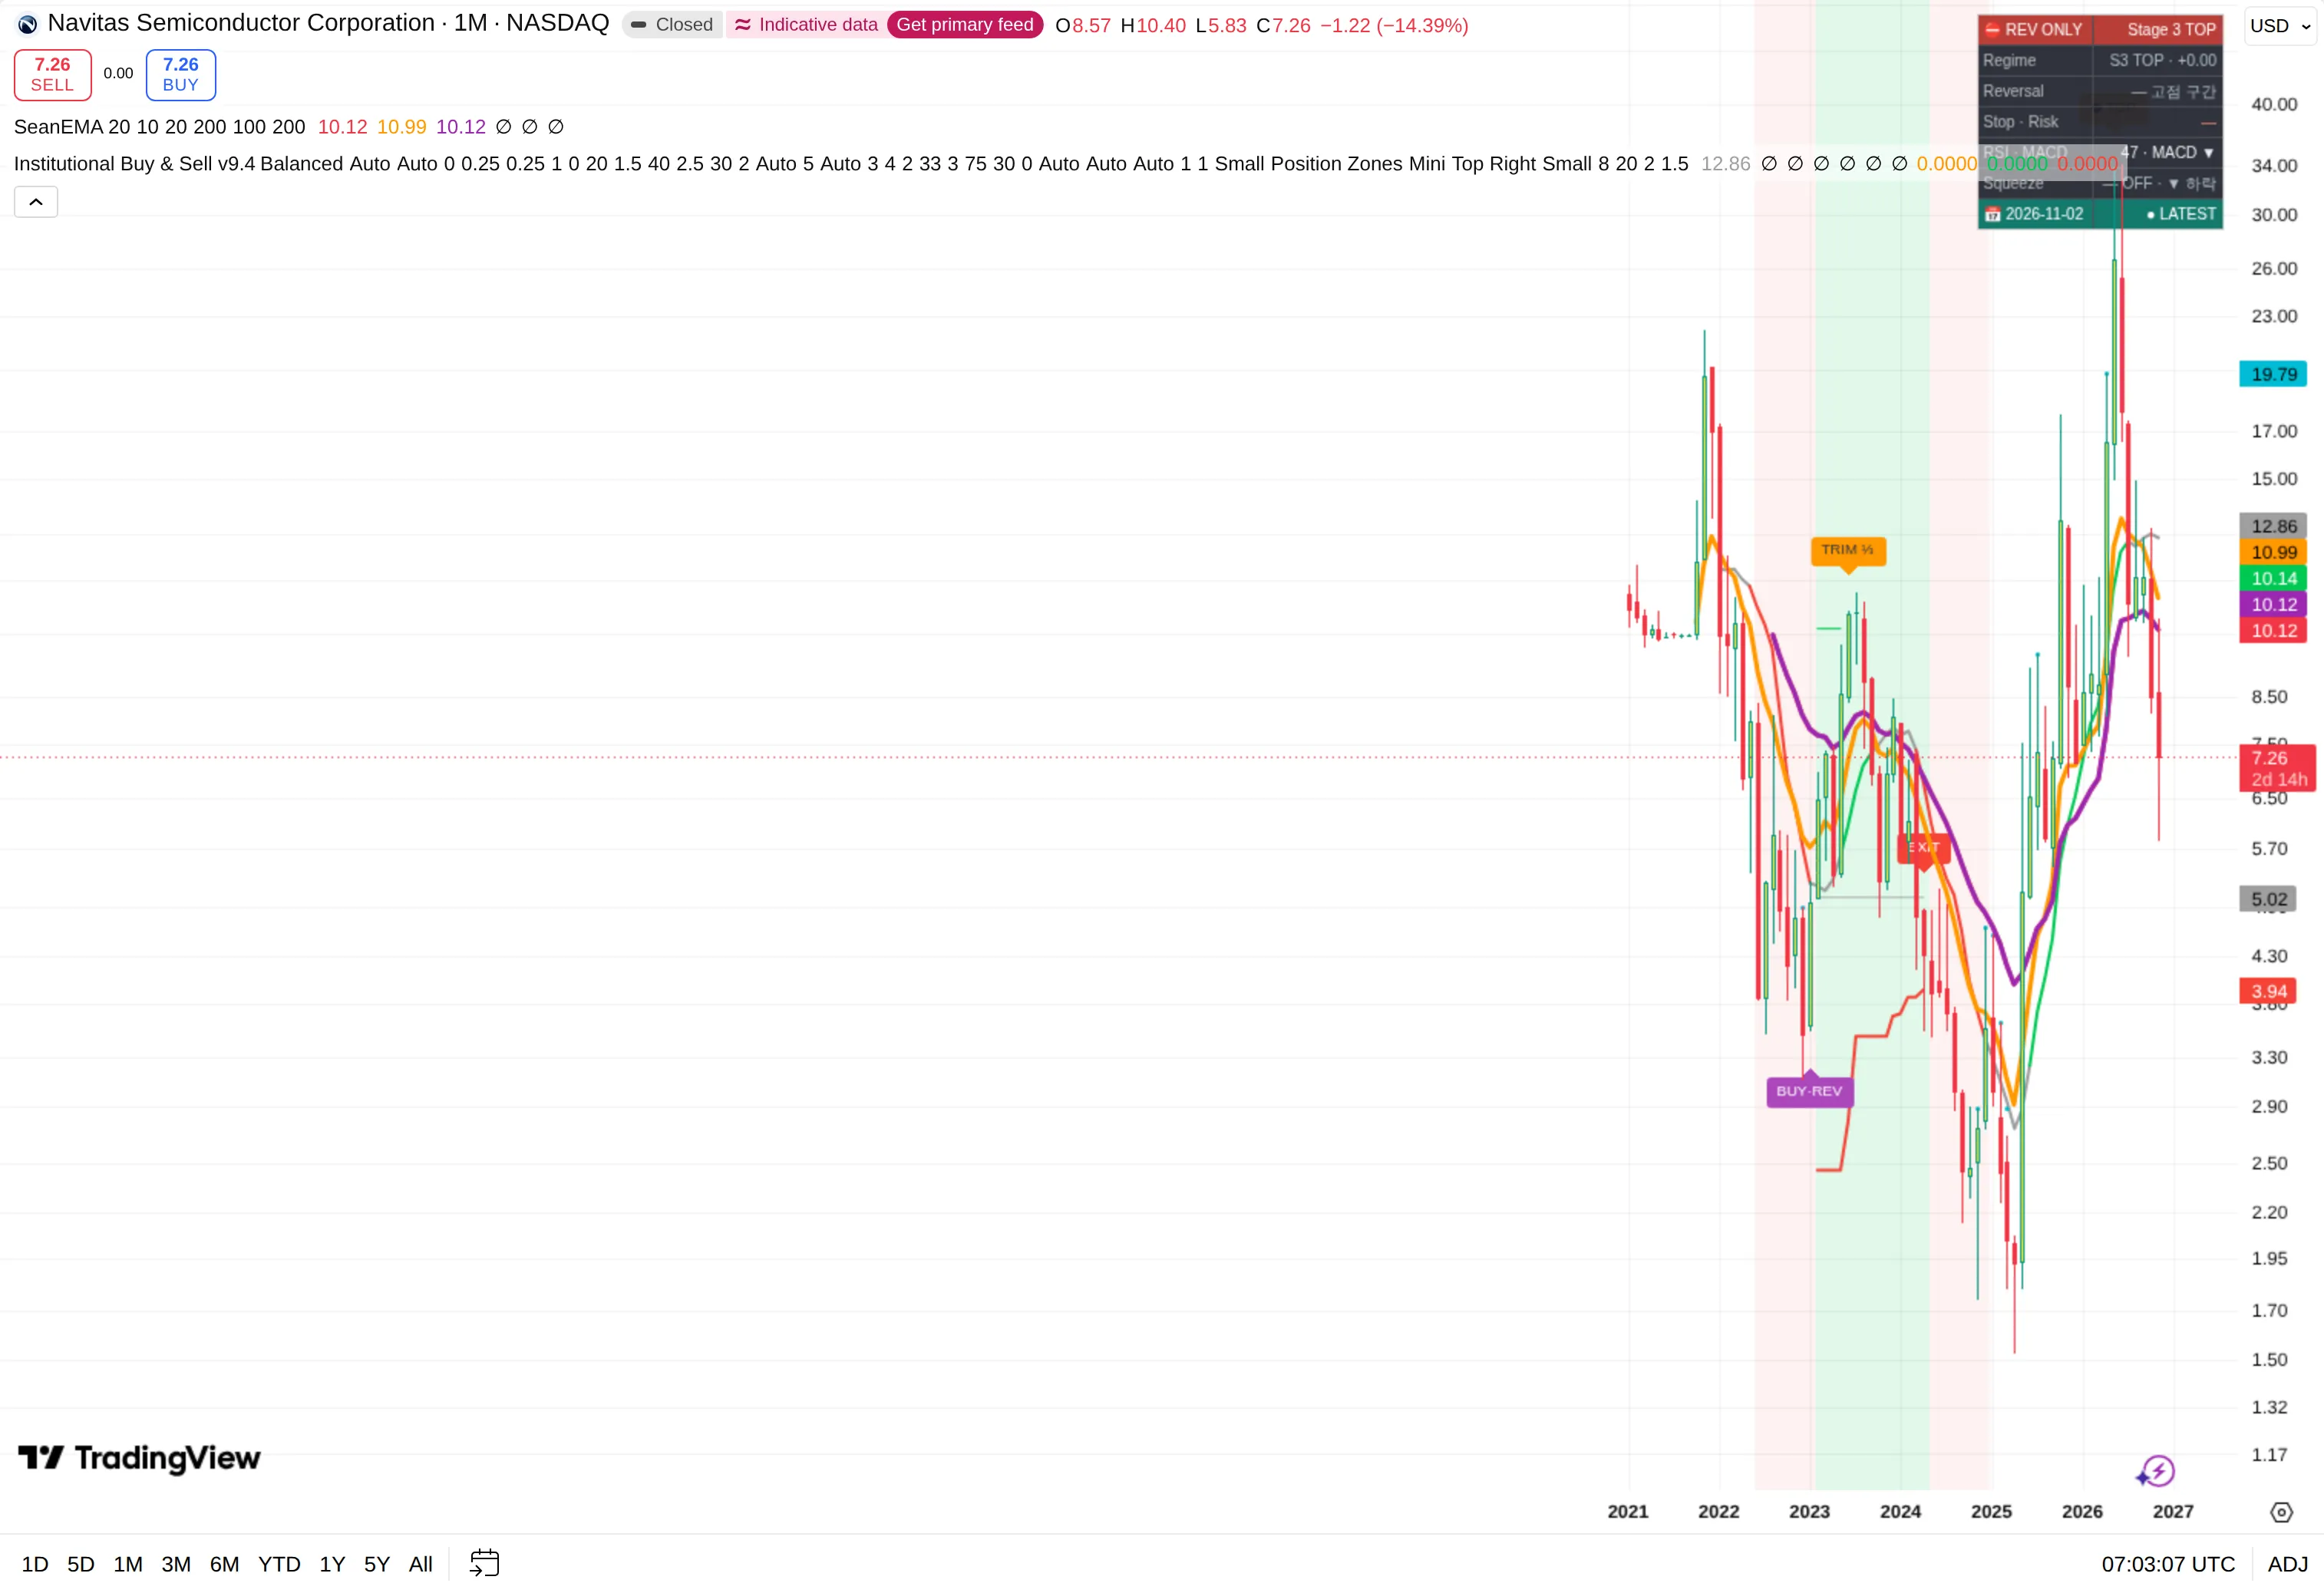 Navitas Semiconductor Corporation · 1M · NASDAQ Closed Indicative data Get primary feed O8.57 H10.40 L5.83 C7.26 −1.22 (−14.39%)
7.26 SELL 0.00 7.26 BUY
SeanEMA 20 10 20 200 100 200 10.12 10.99 10.12 ∅ ∅ ∅
Institutional Buy & Sell v9.4 Balanced Auto Auto 0 0.25 0.25 1 0 20 1.5 40 2.5 30 2 Auto 5 Auto 3 4 2 33 3 75 30 0 Auto Auto Auto 1 1 Small Position Zones Mini Top Right Small 8 20 2 1.5 12.86 ∅ ∅ ∅ ∅ ∅ ∅ 0.0000 0.0000 0.0000
REV ONLY Stage 3 TOP
Regime S3 TOP · +0.00
Reversal — 고점 구간
Stop · Risk —
RSI · MACD 47 · MACD ▼
Squeeze — OFF · ▼ 하락
2026-11-02 ● LATEST
USD
40.00
34.00
30.00
26.00
23.00
19.79
17.00
15.00
12.86
10.99
10.14
10.12
10.12
8.50
7.50
7.26
2d 14h
6.50
5.70
5.02
4.30
3.94
3.80
3.30
2.90
2.50
2.20
1.95
1.70
1.50
1.32
1.17
TRIM ⅓
EXIT
BUY-REV
TradingView
2021 2022 2023 2024 2025 2026 2027
1D 5D 1M 3M 6M YTD 1Y 5Y All 07:03:07 UTC ADJ